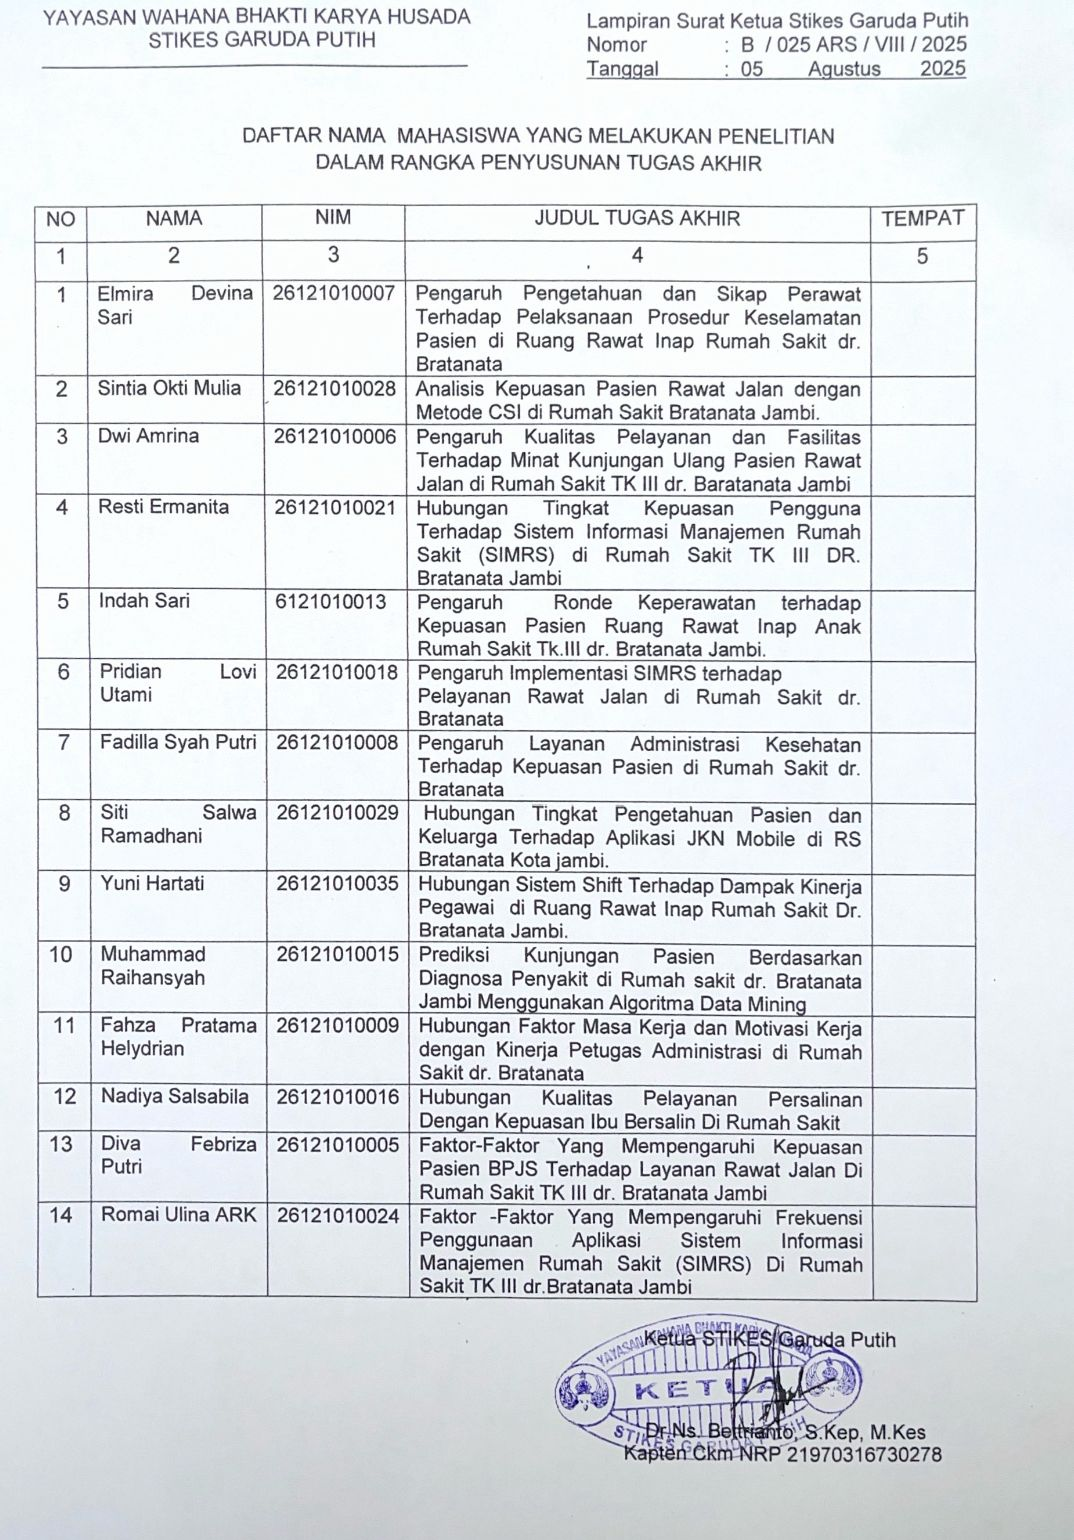 YAYASAN WAHANA BHAKTI KARYA HUSADA
STIKES GARUDA PUTIH
Lampiran Surat Ketua Stikes Garuda Putih
Nomor : B / 025 ARS / VIII / 2025
Tanggal : 05 Agustus 2025
DAFTAR NAMA MAHASISWA YANG MELAKUKAN PENELITIAN
DALAM RANGKA PENYUSUNAN TUGAS AKHIR
NO NAMA NIM JUDUL TUGAS AKHIR TEMPAT
1 2 3 4 5
1 Elmira Devina 26121010007 Pengaruh Pengetahuan dan Sikap Perawat
Sari Terhadap Pelaksanaan Prosedur Keselamatan
Pasien di Ruang Rawat Inap Rumah Sakit dr.
Bratanata
2 Sintia Okti Mulia 26121010028 Analisis Kepuasan Pasien Rawat Jalan dengan
Metode CSI di Rumah Sakit Bratanata Jambi.
3 Dwi Amrina 26121010006 Pengaruh Kualitas Pelayanan dan Fasilitas
Terhadap Minat Kunjungan Ulang Pasien Rawat
Jalan di Rumah Sakit TK III dr. Baratanata Jambi
4 Resti Ermanita 26121010021 Hubungan Tingkat Kepuasan Pengguna
Terhadap Sistem Informasi Manajemen Rumah
Sakit (SIMRS) di Rumah Sakit TK III DR.
Bratanata Jambi
5 Indah Sari 6121010013 Pengaruh Ronde Keperawatan terhadap
Kepuasan Pasien Ruang Rawat Inap Anak
Rumah Sakit Tk.III dr. Bratanata Jambi.
6 Pridian Lovi 26121010018 Pengaruh Implementasi SIMRS terhadap
Utami Pelayanan Rawat Jalan di Rumah Sakit dr.
Bratanata
7 Fadilla Syah Putri 26121010008 Pengaruh Layanan Administrasi Kesehatan
Terhadap Kepuasan Pasien di Rumah Sakit dr.
Bratanata
8 Siti Salwa 26121010029 Hubungan Tingkat Pengetahuan Pasien dan
Ramadhani Keluarga Terhadap Aplikasi JKN Mobile di RS
Bratanata Kota jambi.
9 Yuni Hartati 26121010035 Hubungan Sistem Shift Terhadap Dampak Kinerja
Pegawai di Ruang Rawat Inap Rumah Sakit Dr.
Bratanata Jambi.
10 Muhammad 26121010015 Prediksi Kunjungan Pasien Berdasarkan
Raihansyah Diagnosa Penyakit di Rumah sakit dr. Bratanata
Jambi Menggunakan Algoritma Data Mining
11 Fahza Pratama 26121010009 Hubungan Faktor Masa Kerja dan Motivasi Kerja
Helydrian dengan Kinerja Petugas Administrasi di Rumah
Sakit dr. Bratanata
12 Nadiya Salsabila 26121010016 Hubungan Kualitas Pelayanan Persalinan
Dengan Kepuasan Ibu Bersalin Di Rumah Sakit
13 Diva Febriza 26121010005 Faktor-Faktor Yang Mempengaruhi Kepuasan
Putri Pasien BPJS Terhadap Layanan Rawat Jalan Di
Rumah Sakit TK III dr. Bratanata Jambi
14 Romai Ulina ARK 26121010024 Faktor -Faktor Yang Mempengaruhi Frekuensi
Penggunaan Aplikasi Sistem Informasi
Manajemen Rumah Sakit (SIMRS) Di Rumah
Sakit TK III dr.Bratanata Jambi
YAYASAN WAHANA BHAKTI KARYA HUSADA
Ketua STIKES Garuda Putih
KETUA
STIKES GARUDA PUTIH
Dr.Ns. Bettrianto, S.Kep, M.Kes
Kapten Ckm NRP 21970316730278